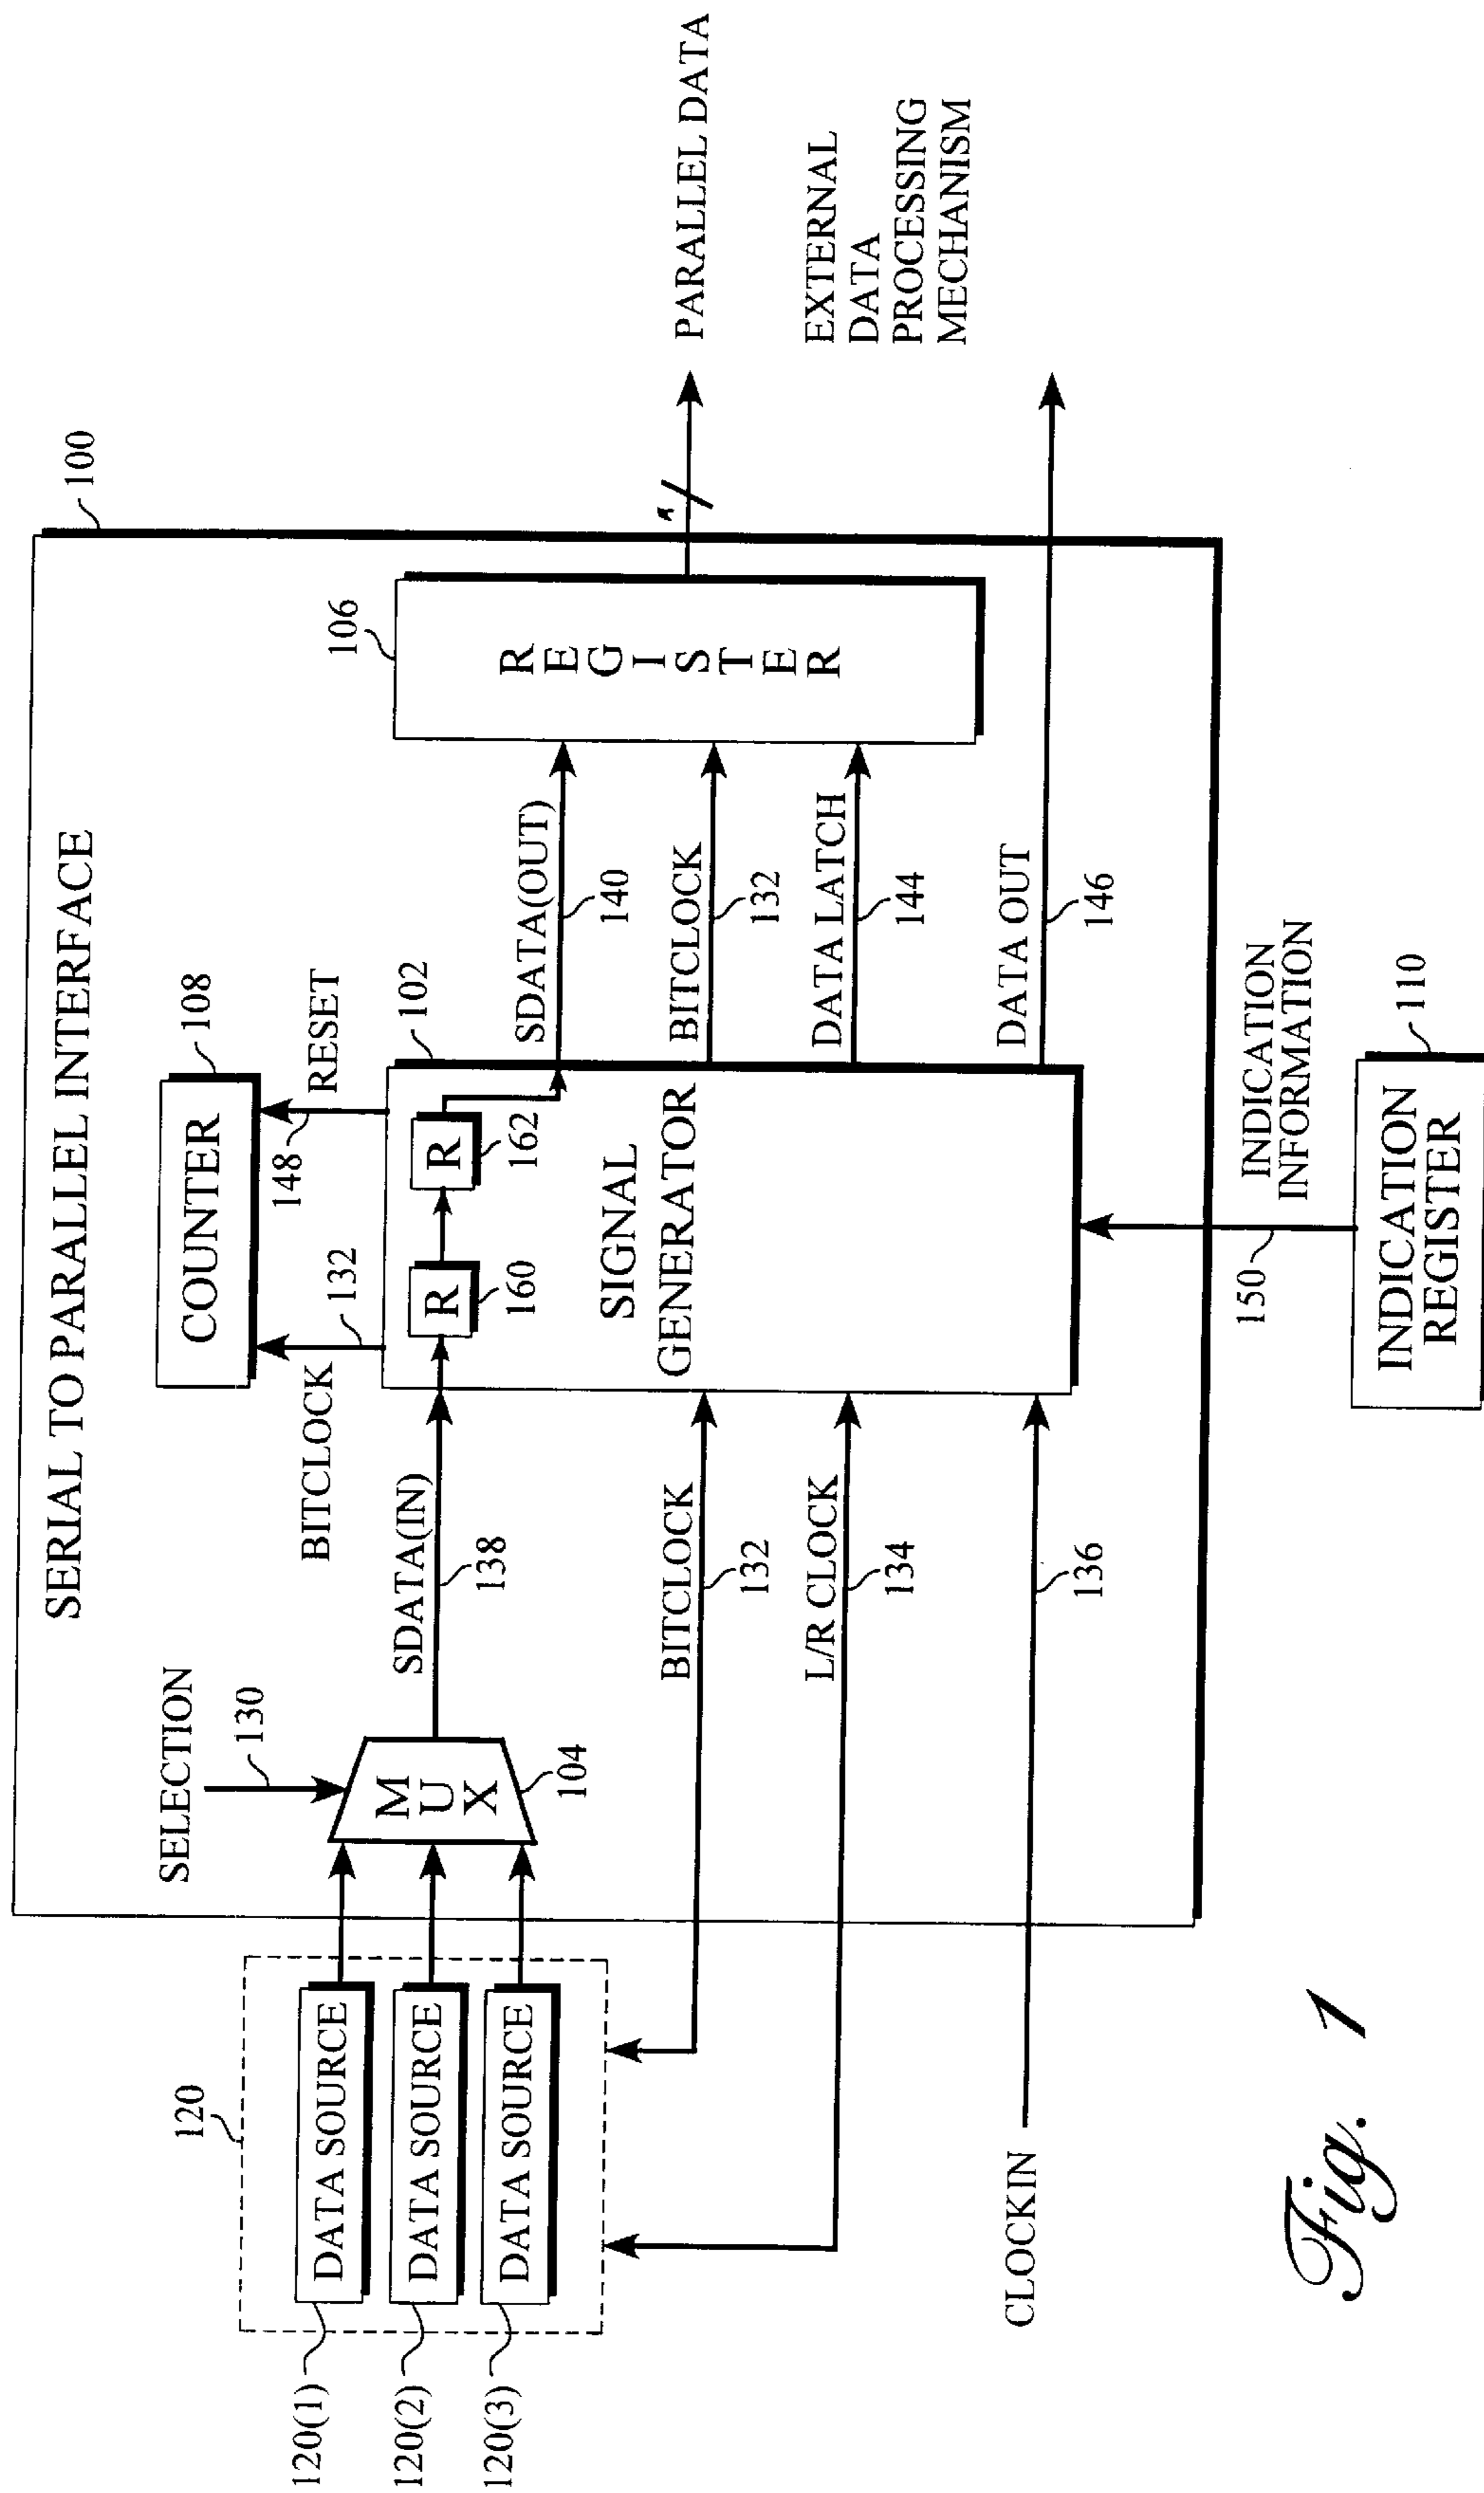 SERIAL TO PARALLEL INTERFACE
100
120
120(1)
DATA SOURCE
120(2)
DATA SOURCE
120(3)
DATA SOURCE
SELECTION
130
MUX
104
SDATA(IN)
138
BITCLOCK
132
L/R CLOCK
134
CLOCKIN
136
COUNTER
108
BITCLOCK
132
148
RESET
102
R
160
R
162
SIGNAL
GENERATOR
SDATA(OUT)
140
BITCLOCK
132
DATA LATCH
144
DATA OUT
146
106
REGISTER
PARALLEL DATA
EXTERNAL
DATA
PROCESSING
MECHANISM
150
INDICATION
INFORMATION
INDICATION
REGISTER
110
Fig. 1